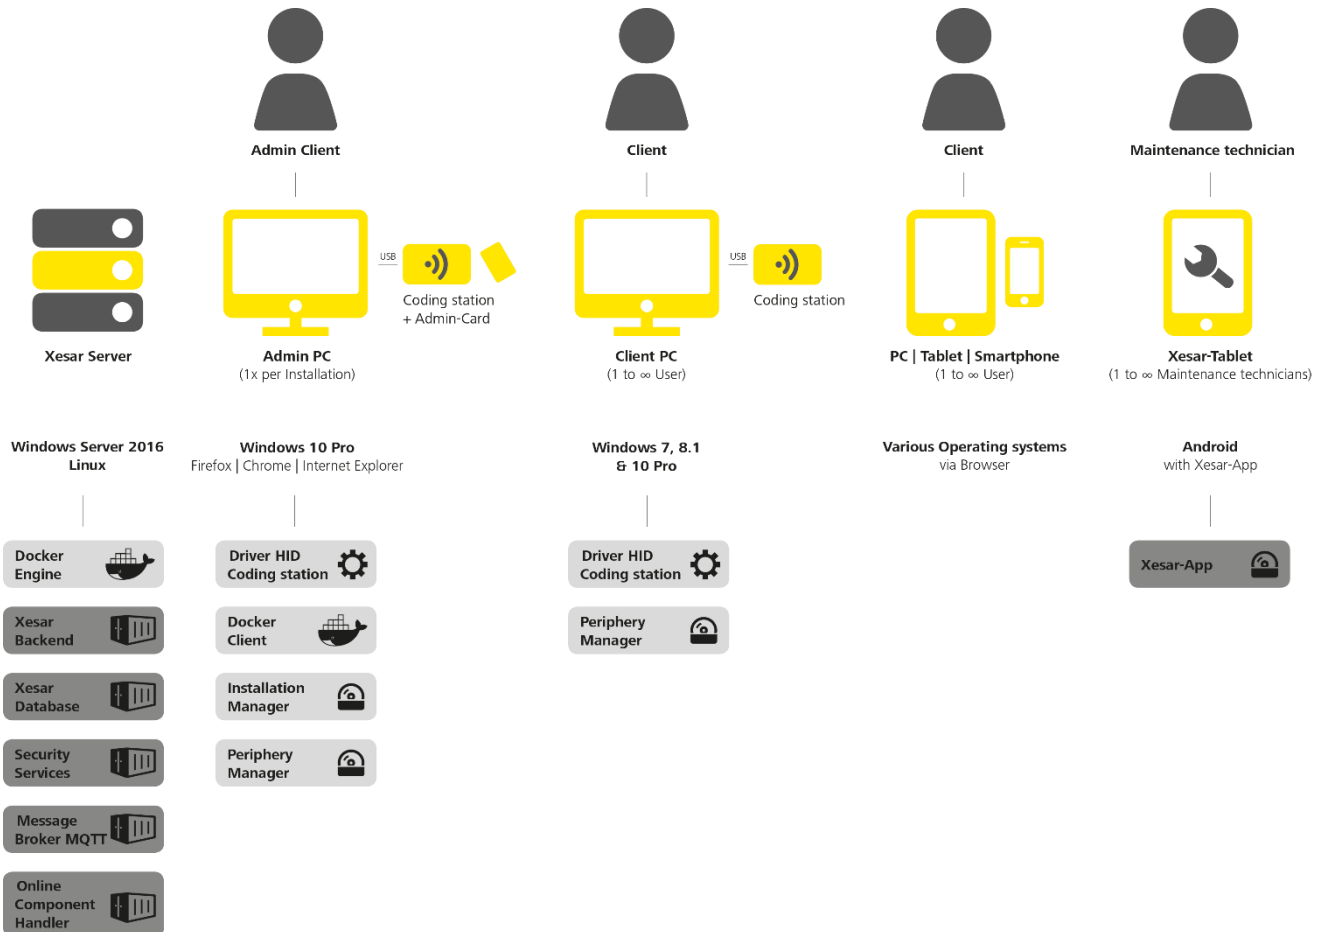 Admin Client
Client
Client
Maintenance technician
USB
Coding station
+ Admin-Card
USB
Coding station
Xesar Server
Admin PC
(1x per Installation)
Client PC
(1 to ∞ User)
PC | Tablet | Smartphone
(1 to ∞ User)
Xesar-Tablet
(1 to ∞ Maintenance technicians)
Windows Server 2016
Linux
Windows 10 Pro
Firefox | Chrome | Internet Explorer
Windows 7, 8.1
& 10 Pro
Various Operating systems
via Browser
Android
with Xesar-App
Docker
Engine
Xesar
Backend
Xesar
Database
Security
Services
Message
Broker MQTT
Online
Component
Handler
Driver HID
Coding station
Docker
Client
Installation
Manager
Periphery
Manager
Driver HID
Coding station
Periphery
Manager
Xesar-App